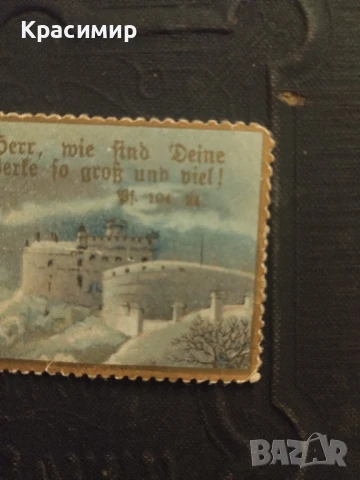 Красимир
Herr, wie sind Deine
Werke so groß und viel!
Ps. 104 24
BAZAR